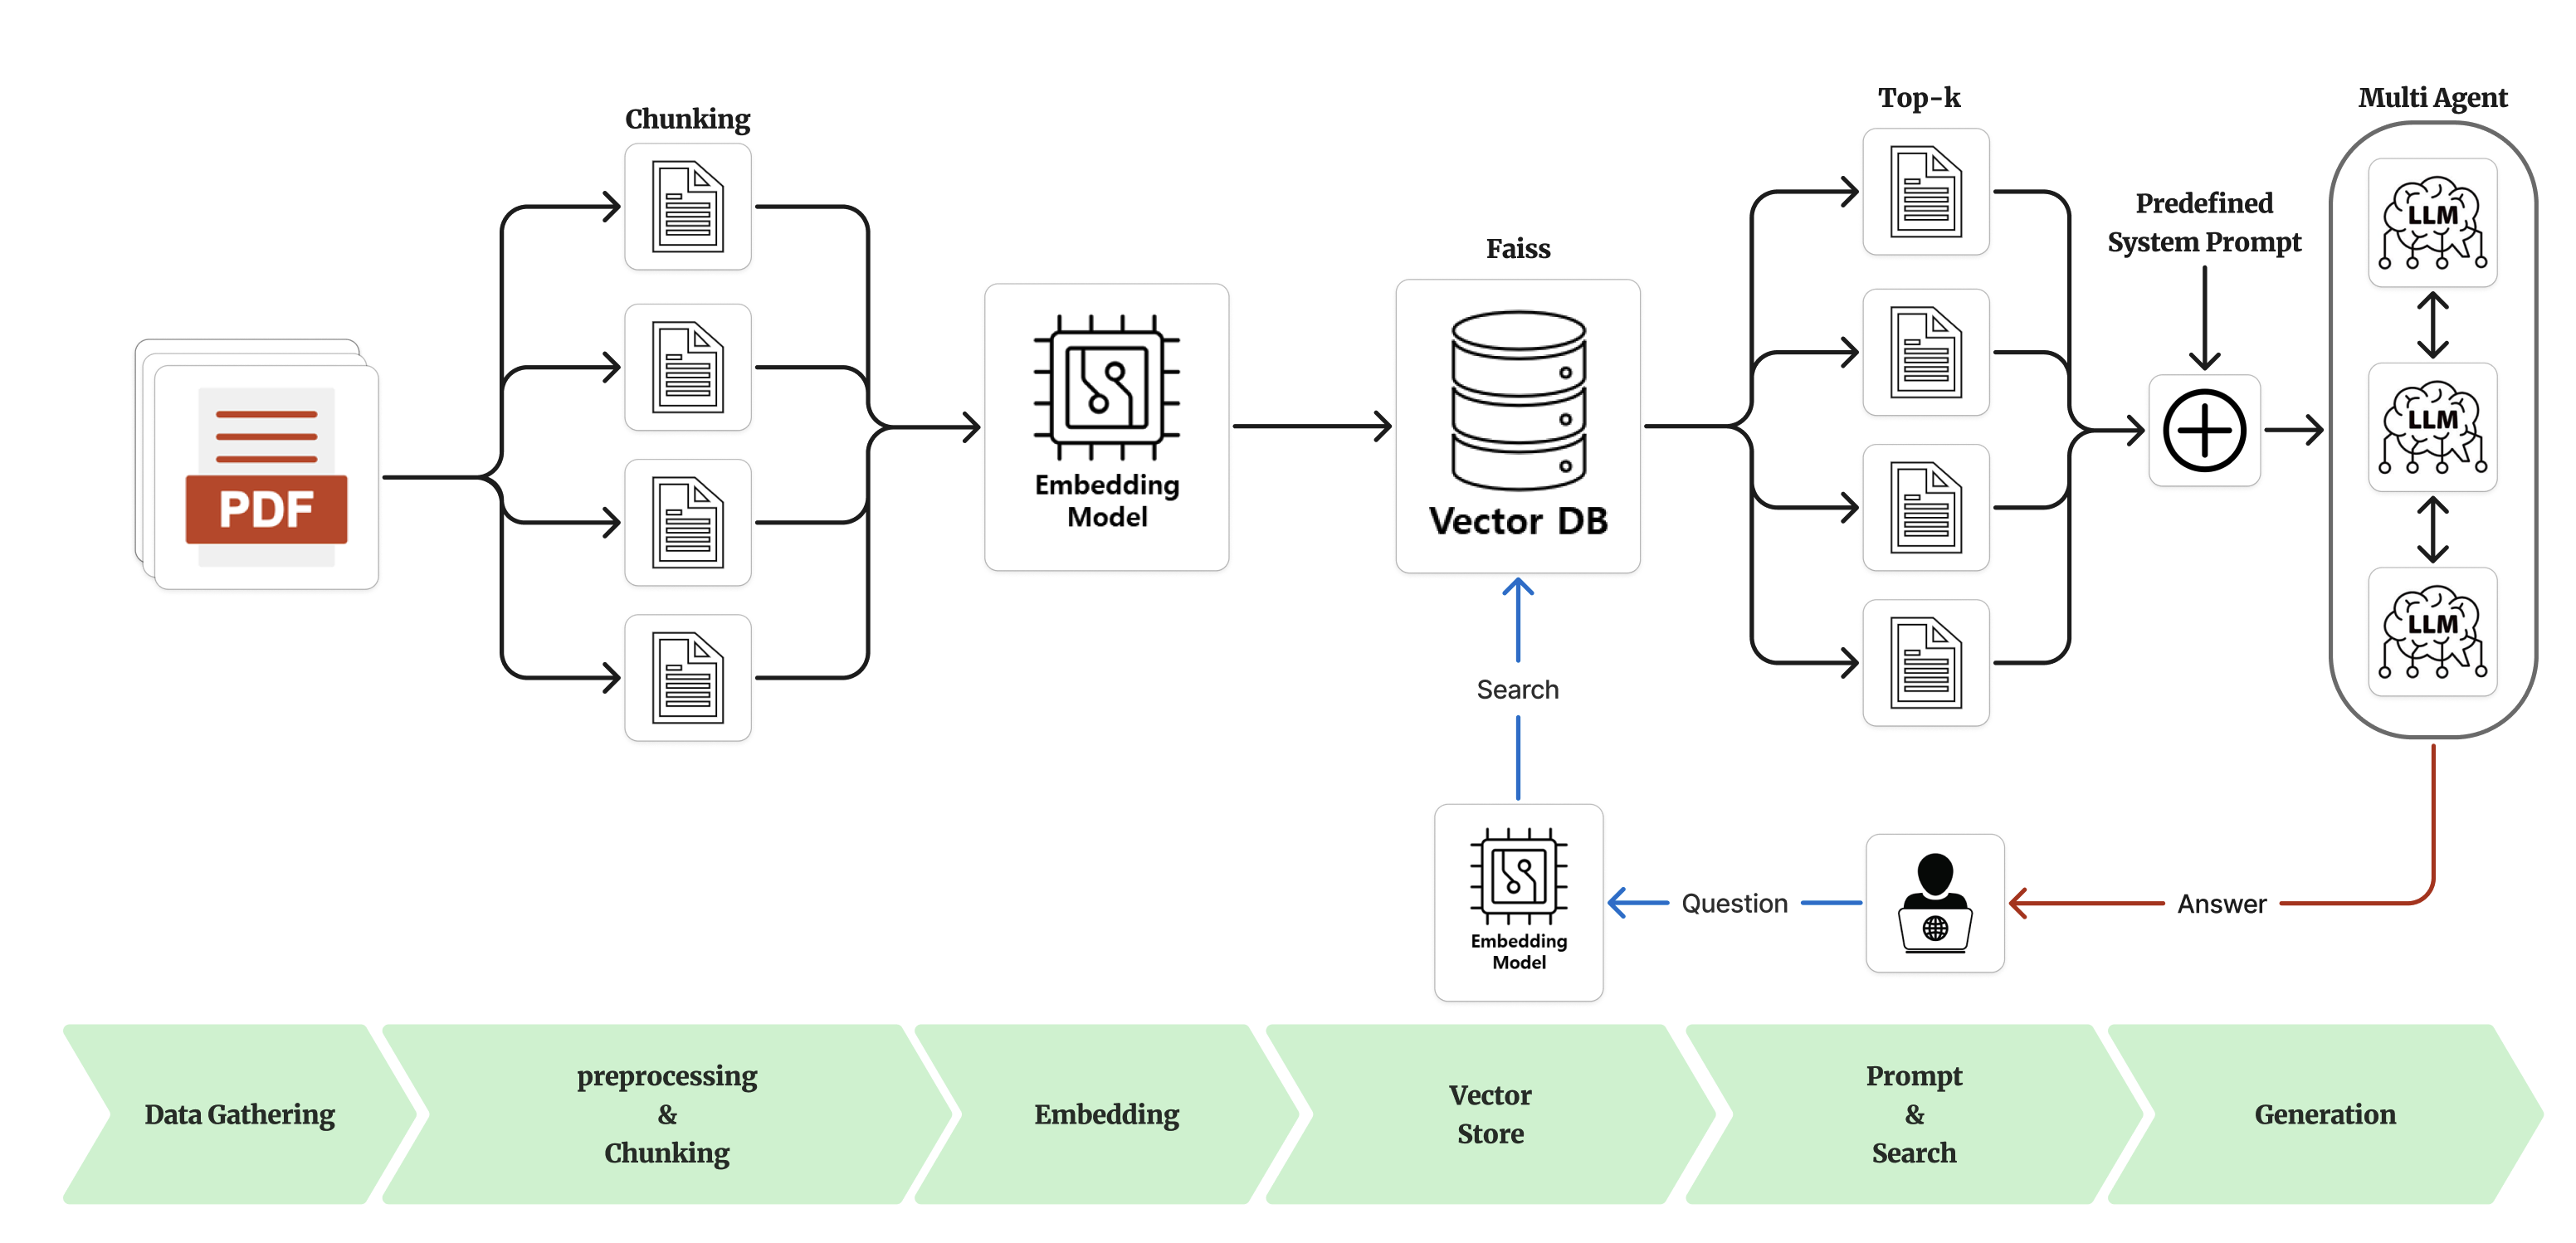 Chunking
PDF
Embedding
Model
Faiss
Vector DB
Top-k
Predefined
System Prompt
Multi Agent
LLM
LLM
LLM
Search
Embedding
Model
Question
Answer
Data Gathering
preprocessing
&
Chunking
Embedding
Vector
Store
Prompt
&
Search
Generation